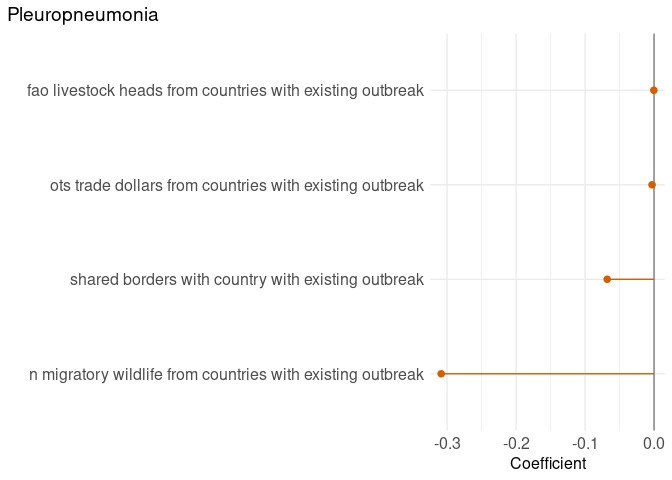 Pleuropneumonia
fao livestock heads from countries with existing outbreak
ots trade dollars from countries with existing outbreak
shared borders with country with existing outbreak
n migratory wildlife from countries with existing outbreak
-0.3 -0.2 -0.1 0.0
Coefficient